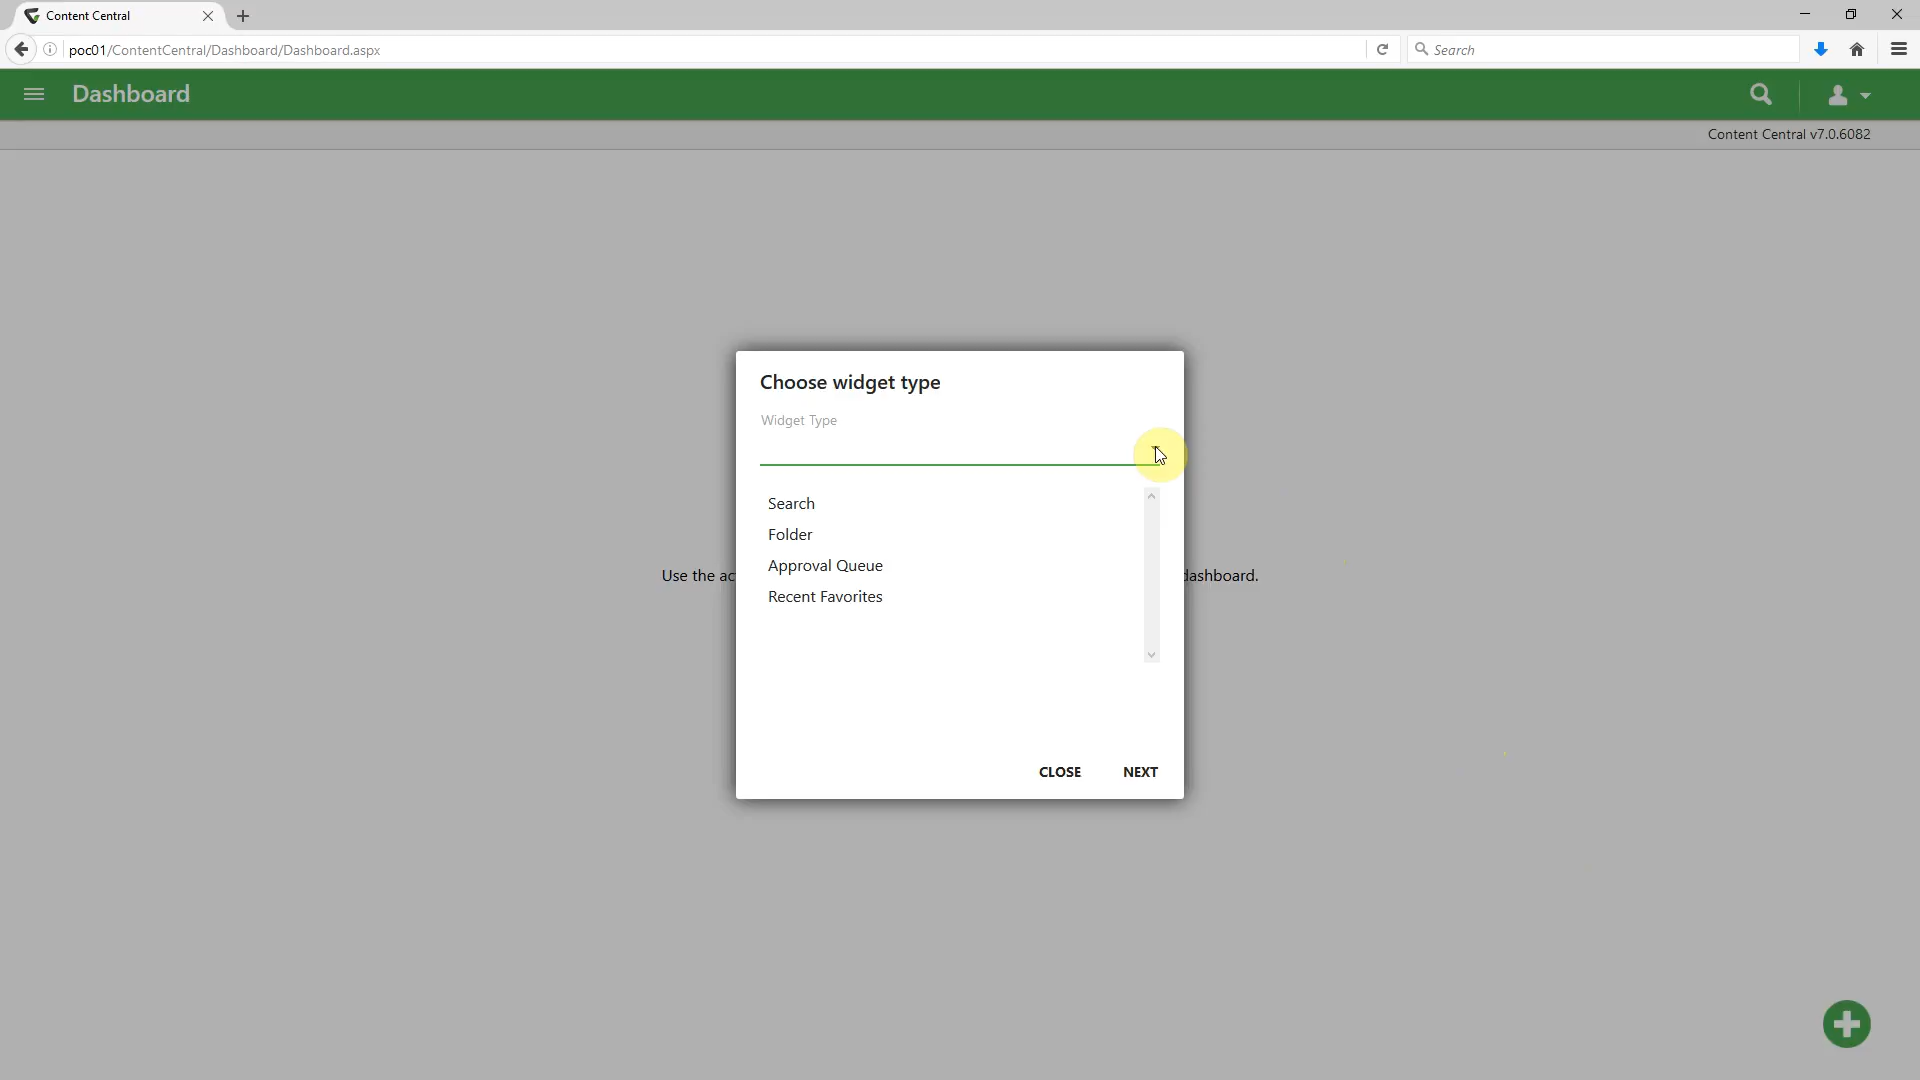 Content Central
poc01/ContentCentral/Dashboard/Dashboard.aspx
Search
Dashboard
Content Central v7.0.6082
Choose widget type
Widget Type
Search
Folder
Approval Queue
Use the ac
dashboard.
Recent Favorites
CLOSE NEXT